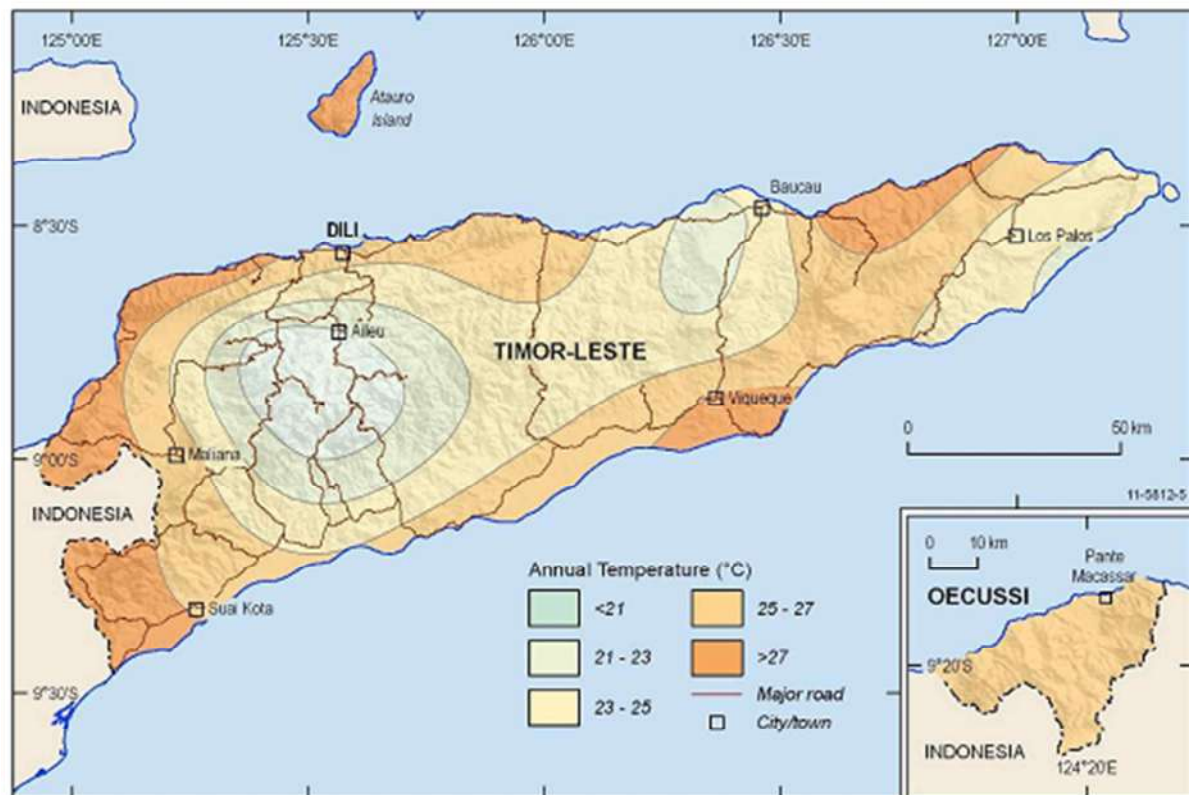 125°00'E
125°30'E
126°00'E
126°30'E
127°00'E
INDONESIA
Atauro
Island
Baucau
8°30'S
DILI
Los Palos
Aileu
TIMOR-LESTE
Viqueque
0 50 km
Maliana
9°00'S
11-5812-5
INDONESIA
0 10 km
Pante
Macassar
Annual Temperature (°C)
OECUSSI
<21
25 - 27
Suai Kota
21 - 23
>27
9°20'S
9°30'S
Major road
23 - 25
City/town
INDONESIA
124°20'E